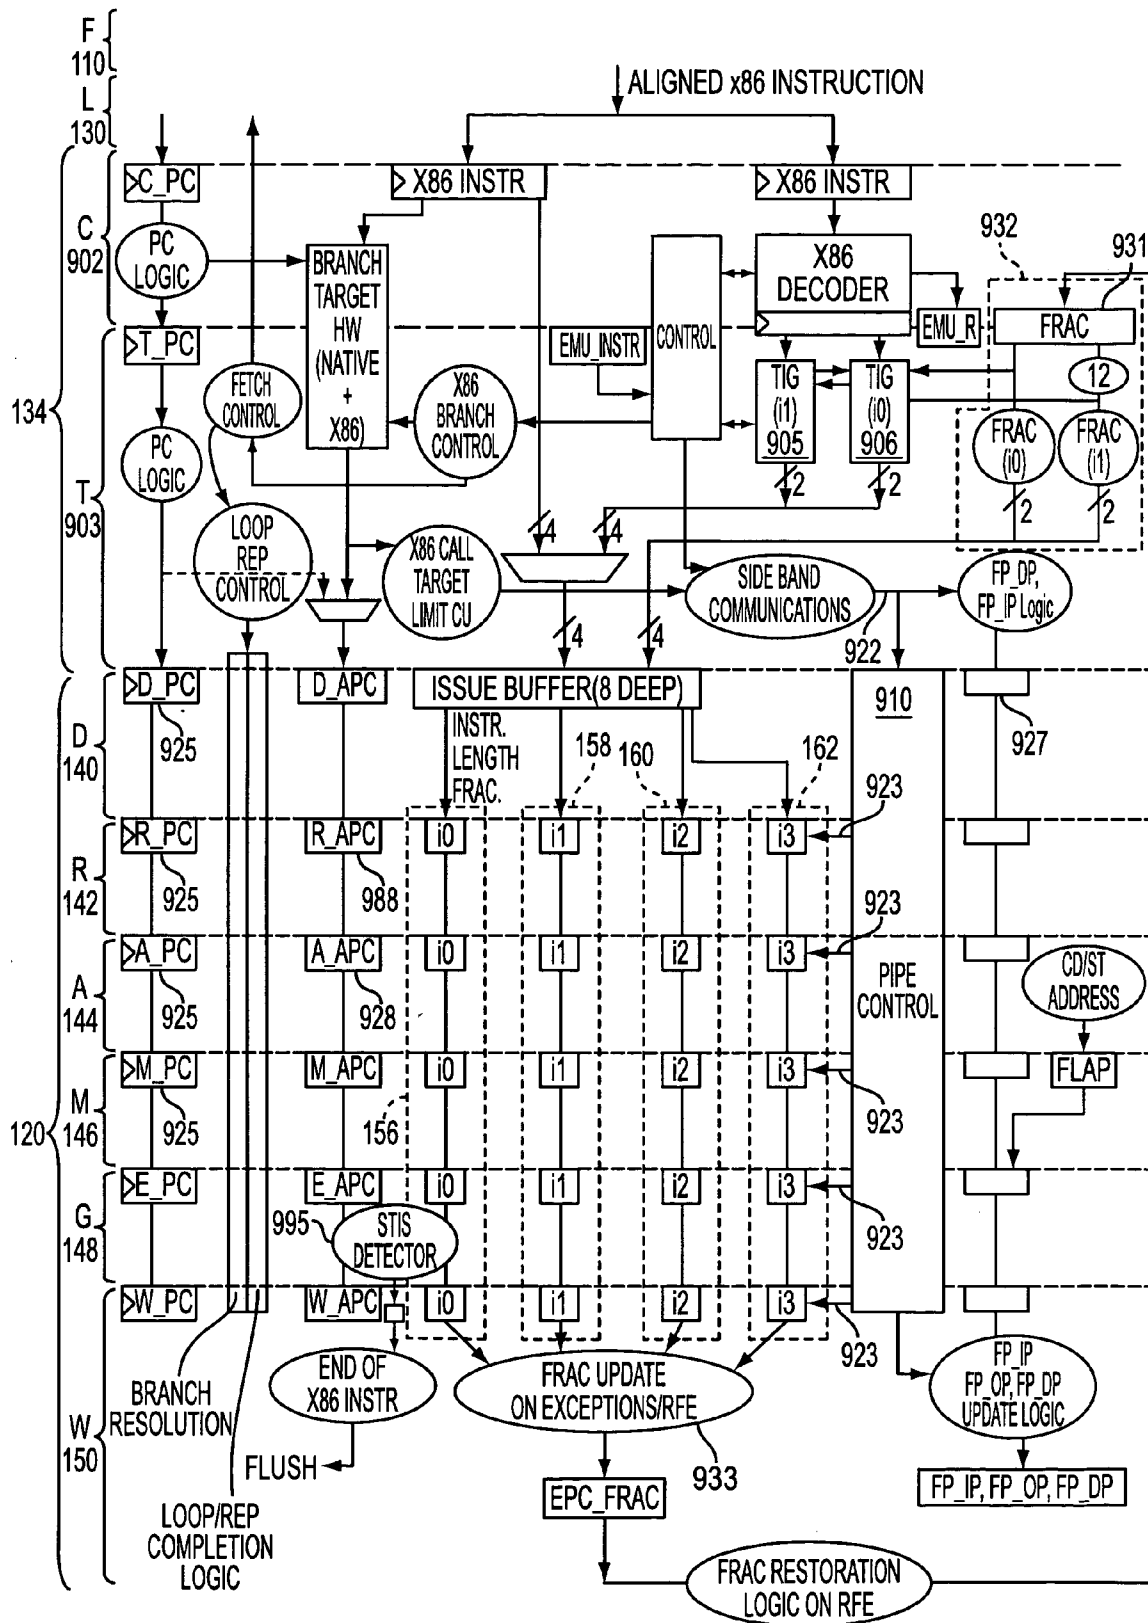 F
110
L
130
ALIGNED x86 INSTRUCTION
C_PC
X86 INSTR
X86 INSTR
C
902
PC
LOGIC
BRANCH
TARGET
HW
(NATIVE
+
X86)
CONTROL
X86
DECODER
932
931
EMU_R
FRAC
T_PC
EMU_INSTR
12
134
FETCH
CONTROL
X86
BRANCH
CONTROL
TIG
(i1)
905
TIG
(i0)
906
FRAC
(i0)
FRAC
(i1)
PC
LOGIC
2
2
2
2
T
903
LOOP
REP
CONTROL
4
4
X86 CALL
TARGET
LIMIT CU
SIDE BAND
COMMUNICATIONS
FP_DP,
FP_IP Logic
4
4
922
D_PC
D_APC
ISSUE BUFFER(8 DEEP)
910
925
INSTR.
LENGTH
FRAC.
158
160
162
927
D
140
923
R_PC
R_APC
i0
i1
i2
i3
R
142
925
988
923
A_PC
A_APC
i0
i1
i2
i3
PIPE
CONTROL
CD/ST
ADDRESS
A
144
925
928
M_PC
M_APC
i0
i1
i2
i3
923
FLAP
120
M
146
925
156
923
E_PC
E_APC
i0
i1
i2
i3
G
148
995
STIS
DETECTOR
923
W_PC
W_APC
i0
i1
i2
i3
923
W
150
BRANCH
RESOLUTION
END OF
X86 INSTR
FRAC UPDATE
ON EXCEPTIONS/RFE
FP_IP
FP_OP, FP_DP
UPDATE LOGIC
FLUSH
933
EPC_FRAC
FP_IP, FP_OP, FP_DP
LOOP/REP
COMPLETION
LOGIC
FRAC RESTORATION
LOGIC ON RFE